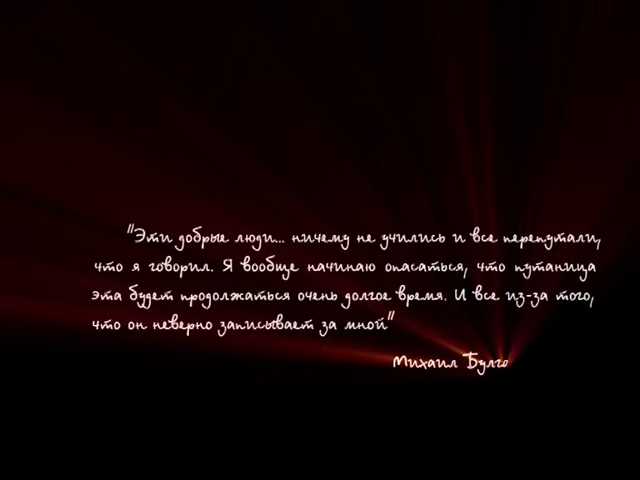 "Эти добрые люди... ничему не учились и все перепутали,
что я говорил. Я вообще начинаю опасаться, что путаница
эта будет продолжаться очень долгое время. И все из-за того,
что он неверно записывает за мной"
Михаил Булго